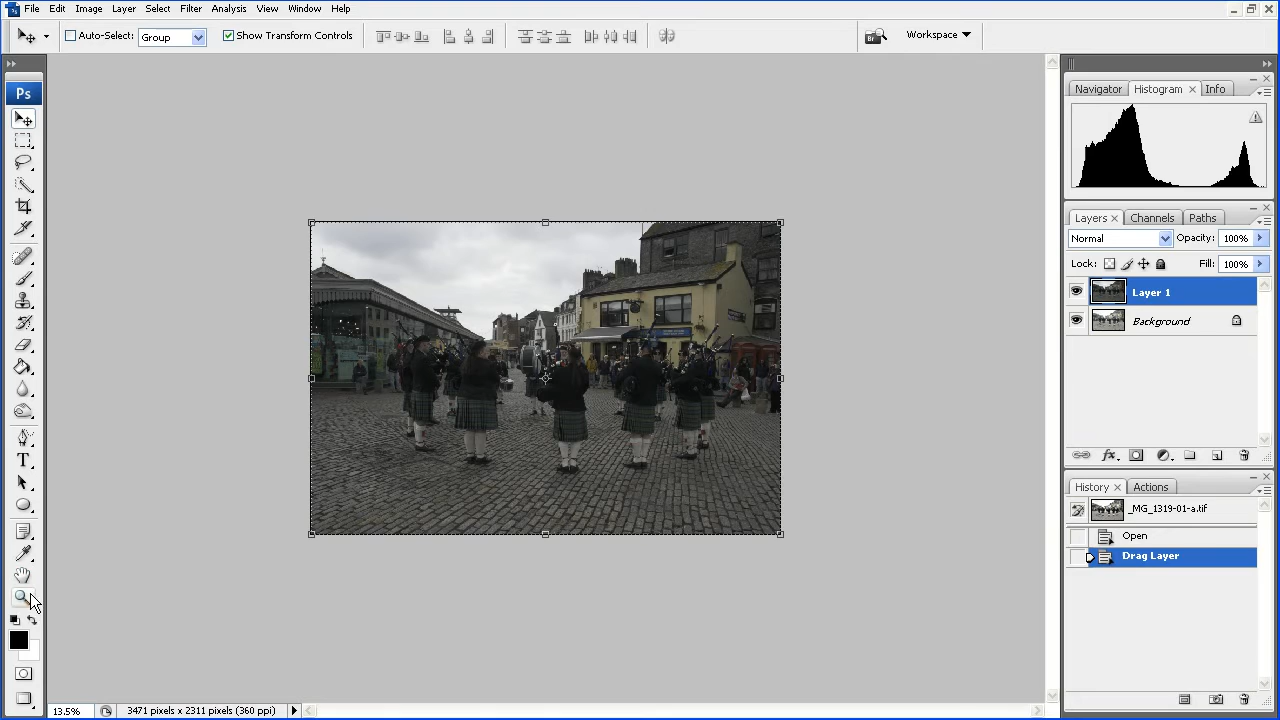 File Edit Image Layer Select Filter Analysis View Window Help
Auto-Select: Group Show Transform Controls Br Workspace
Ps
Navigator Histogram Info
Layers Channels Paths
Normal Opacity: 100%
Lock: Fill: 100%
Layer 1
Background
fx
History Actions
_MG_1319-01-a.tif
Open
Drag Layer
T
13.5% 3471 pixels x 2311 pixels (360 ppi)